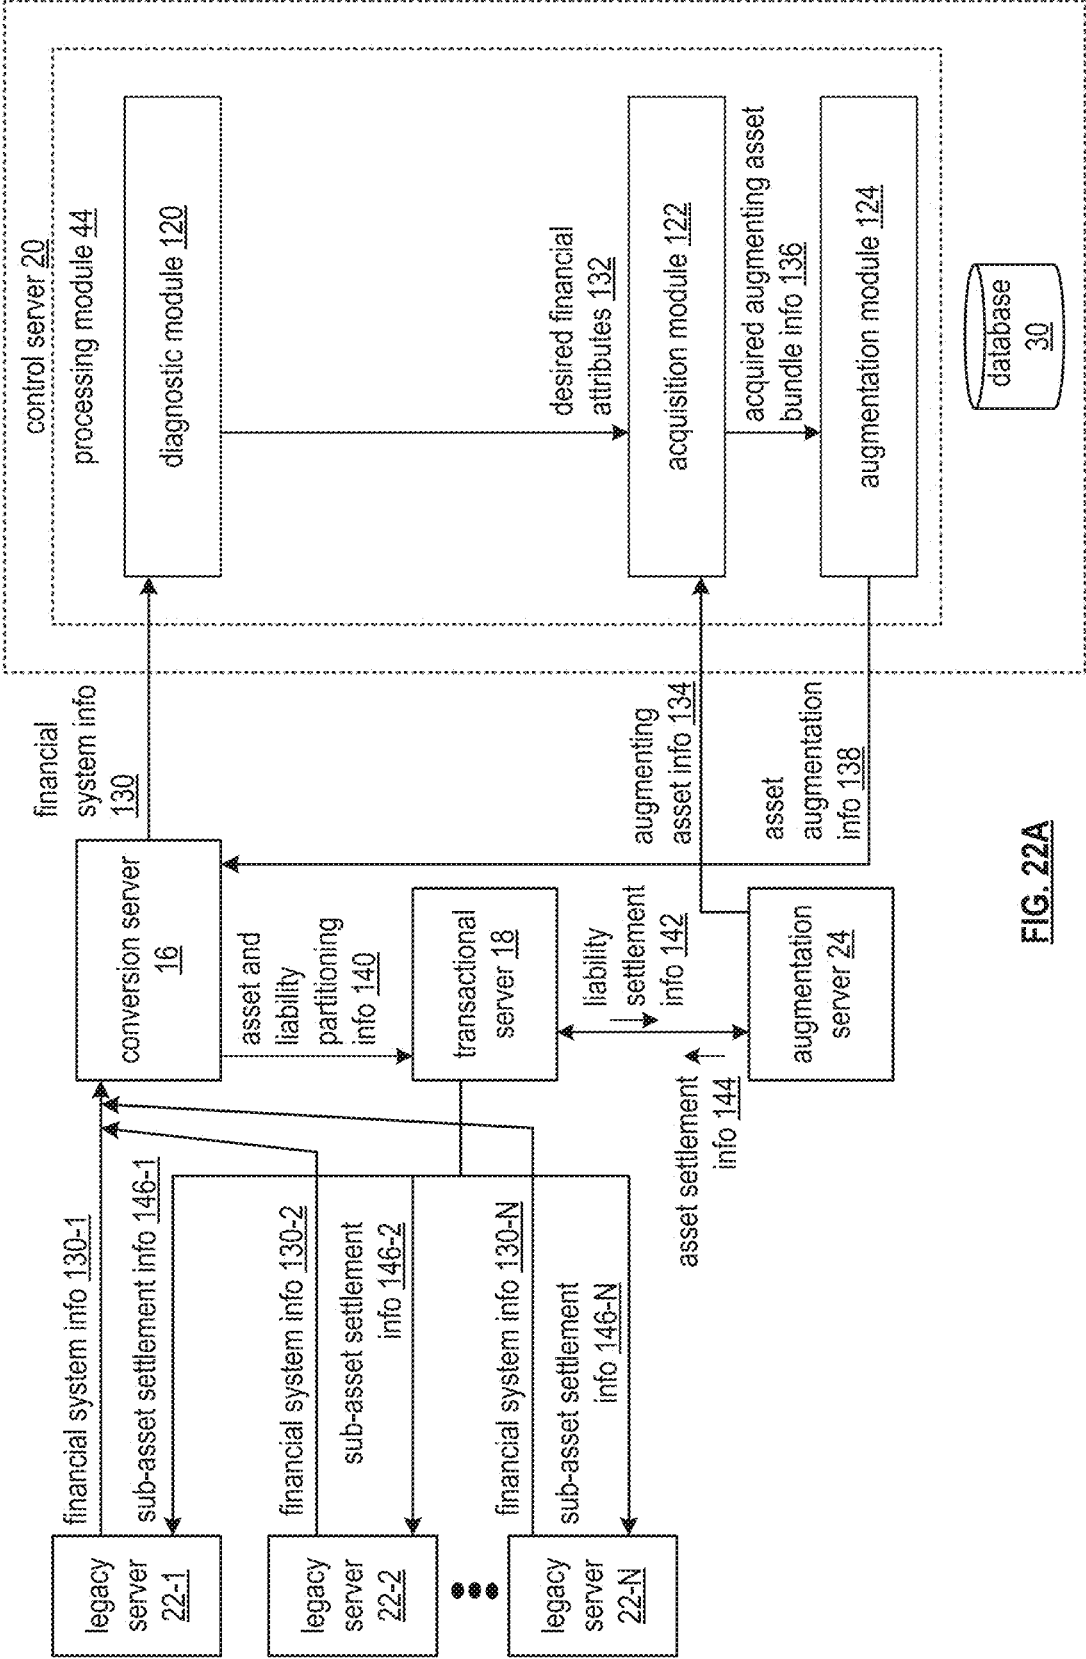 control server 20
processing module 44
diagnostic module 120
desired financial
attributes 132
acquisition module 122
acquired augmenting asset
bundle info 136
augmentation module 124
database
30
financial
system info
130
augmenting
asset info 134
asset
augmentation
info 138
conversion server
16
asset and
liability
partitioning
info 140
transactional
server 18
liability
settlement
info 142
augmentation
server 24
asset settlement
info 144
financial system info 130-1
sub-asset settlement info 146-1
financial system info 130-2
sub-asset settlement
info 146-2
financial system info 130-N
sub-asset settlement
info 146-N
legacy
server
22-1
legacy
server
22-2
legacy
server
22-N
FIG. 22A